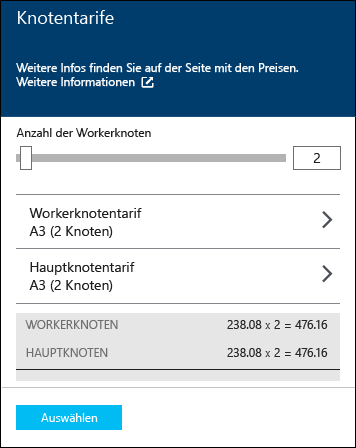 Knotentarife
Weitere Infos finden Sie auf der Seite mit den Preisen.
Weitere Informationen
Anzahl der Workerknoten
2
Workerknotentarif
A3 (2 Knoten)
Hauptknotentarif
A3 (2 Knoten)
WORKERKNOTEN 238.08 x 2 = 476.16
HAUPTKNOTEN 238.08 x 2 = 476.16
Auswählen